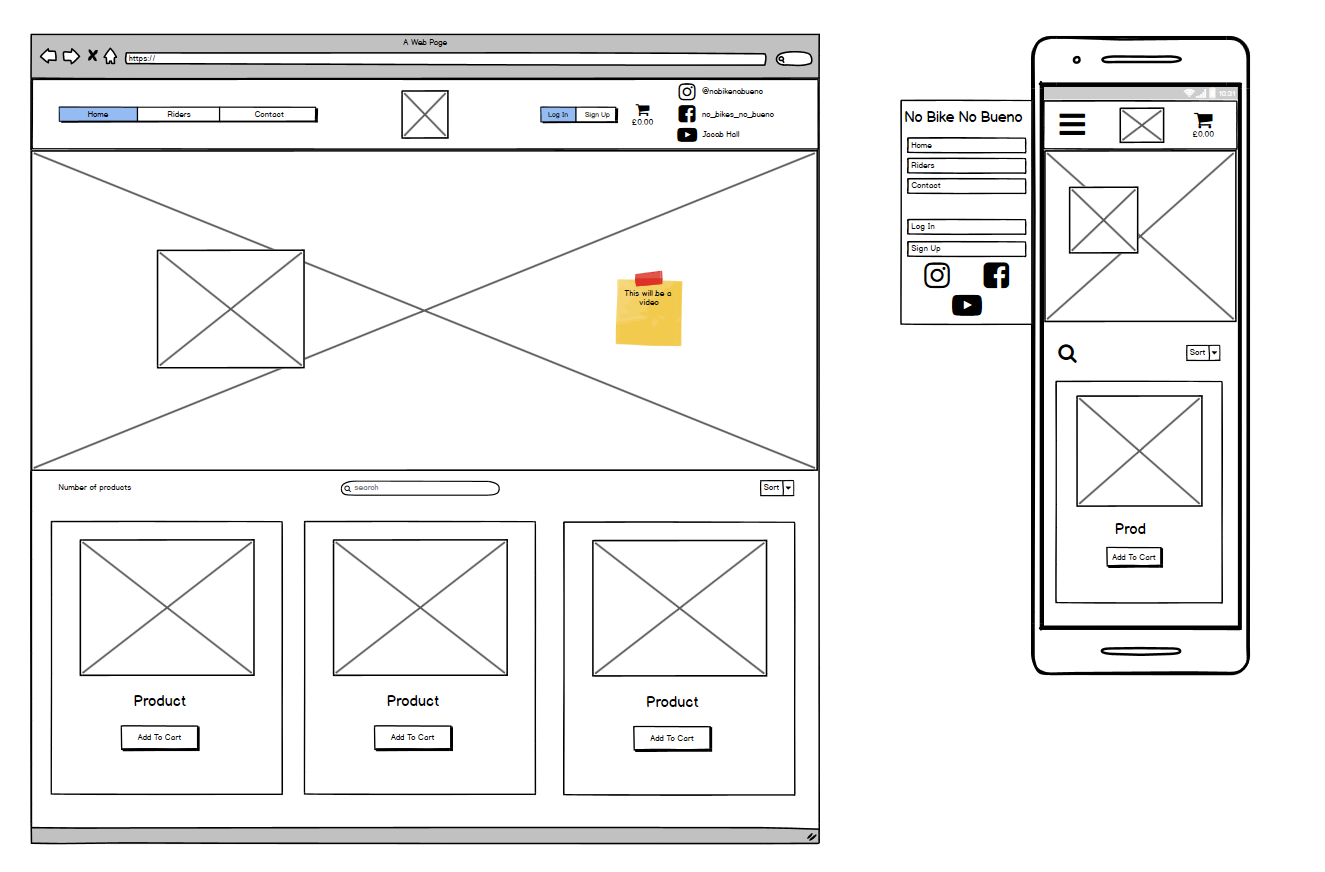 A Web Page
https://
Home Riders Contact
Log In Sign Up
£0.00
@nobikenobueno
no_bikes_no_bueno
Jacob Hall
This will be a
video
Number of products
search
Sort
Product
Add To Cart
Product
Add To Cart
Product
Add To Cart
No Bike No Bueno
Home
Riders
Contact
Log In
Sign Up
10:31
£0.00
Sort
Prod
Add To Cart